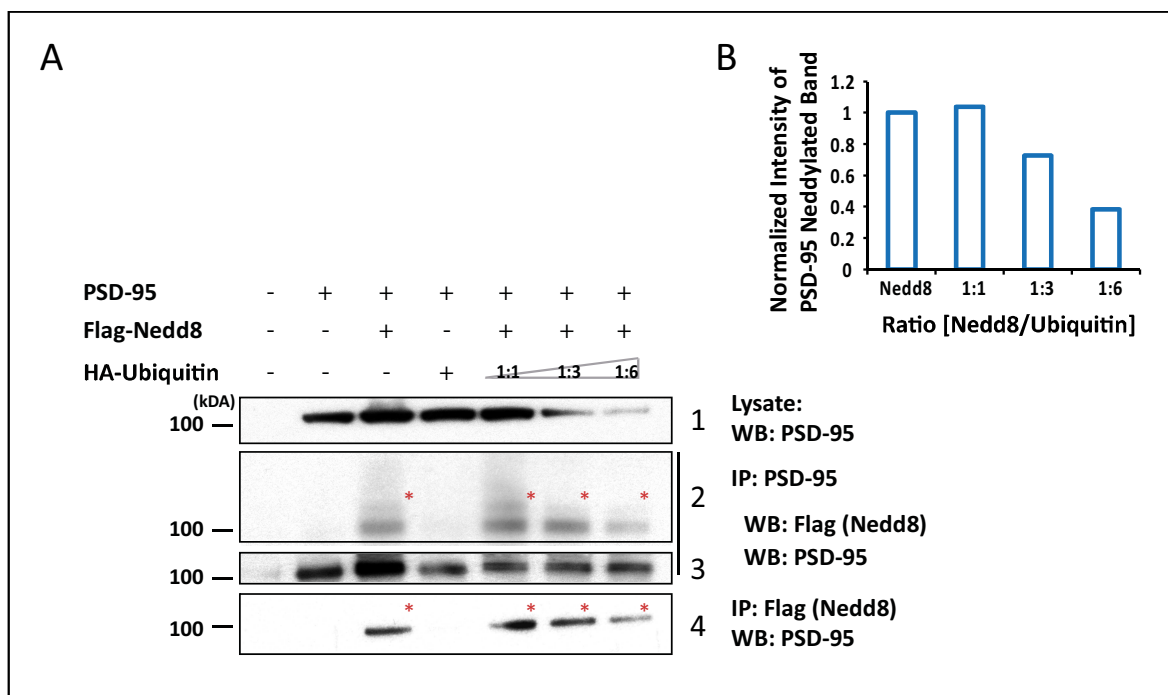 A
B
Normalized Intensity of
PSD-95 Neddylated Band
1.2
1
0.8
0.6
0.4
0.2
0
Nedd8 1:1 1:3 1:6
Ratio [Nedd8/Ubiquitin]
PSD-95 - + + + + + +
Flag-Nedd8 - - + - + + +
HA-Ubiquitin - - - + 1:1 1:3 1:6
(kDA)
100 1 Lysate:
WB: PSD-95
100 * * * * 2 IP: PSD-95
WB: Flag (Nedd8)
100 3 WB: PSD-95
100 * * * * 4 IP: Flag (Nedd8)
WB: PSD-95